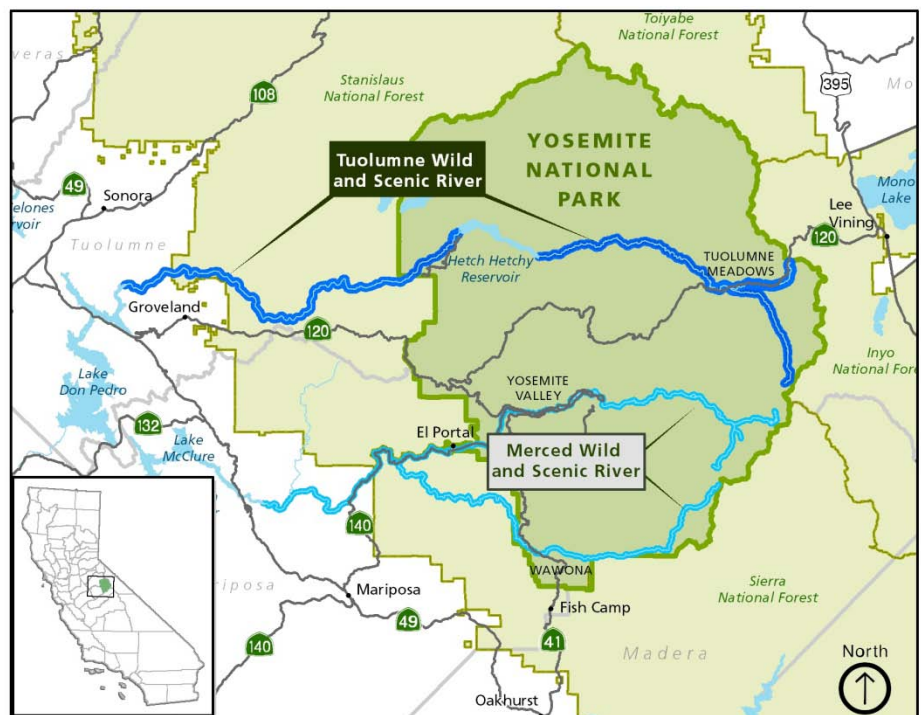 Toiyabe
National Forest
395
108
Stanislaus
National Forest
YOSEMITE
NATIONAL
PARK
Tuolumne Wild
and Scenic River
49
Sonora
Mono
Lake
Lee
Vining
120
Tuolumne
Hetch Hetchy
Reservoir
TUOLUMNE
MEADOWS
Groveland
120
Inyo
National Fore
Lake
Don Pedro
YOSEMITE
VALLEY
132
El Portal
Lake
McClure
Merced Wild
and Scenic River
140
WAWONA
Mariposa
Sierra
National Forest
Fish Camp
49
41
140
Madera
North
Oakhurst